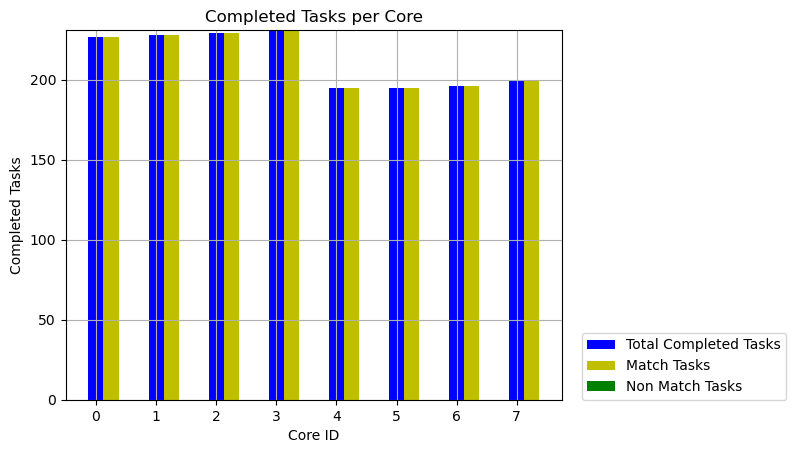 Completed Tasks per Core
Completed Tasks
200
150
100
50
0
0 1 2 3 4 5 6 7
Core ID
Total Completed Tasks
Match Tasks
Non Match Tasks